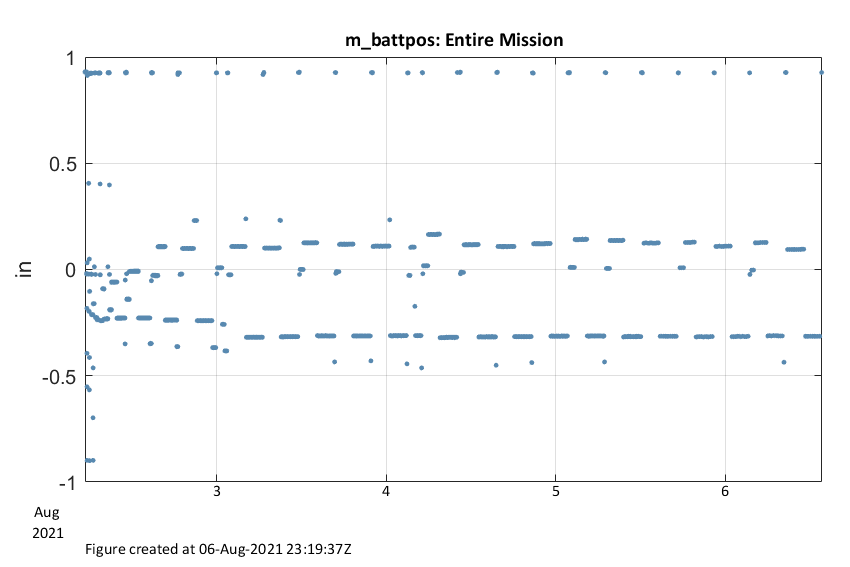 m_battpos: Entire Mission
1
0.5
0
-0.5
-1
in
3
4
5
6
Aug
2021
Figure created at 06-Aug-2021 23:19:37Z